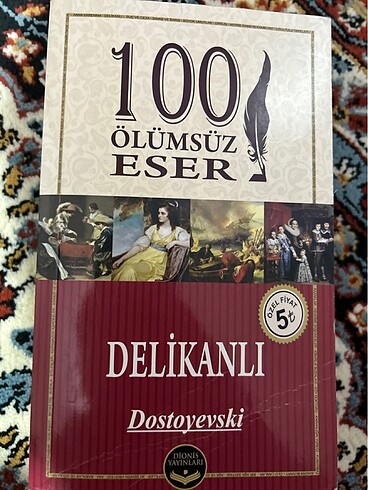 100
ÖLÜMSÜZ
ESER
ÖZEL FİYAT
5₺
DELİKANLI
Dostoyevski
DİONİS
YAYINLARI